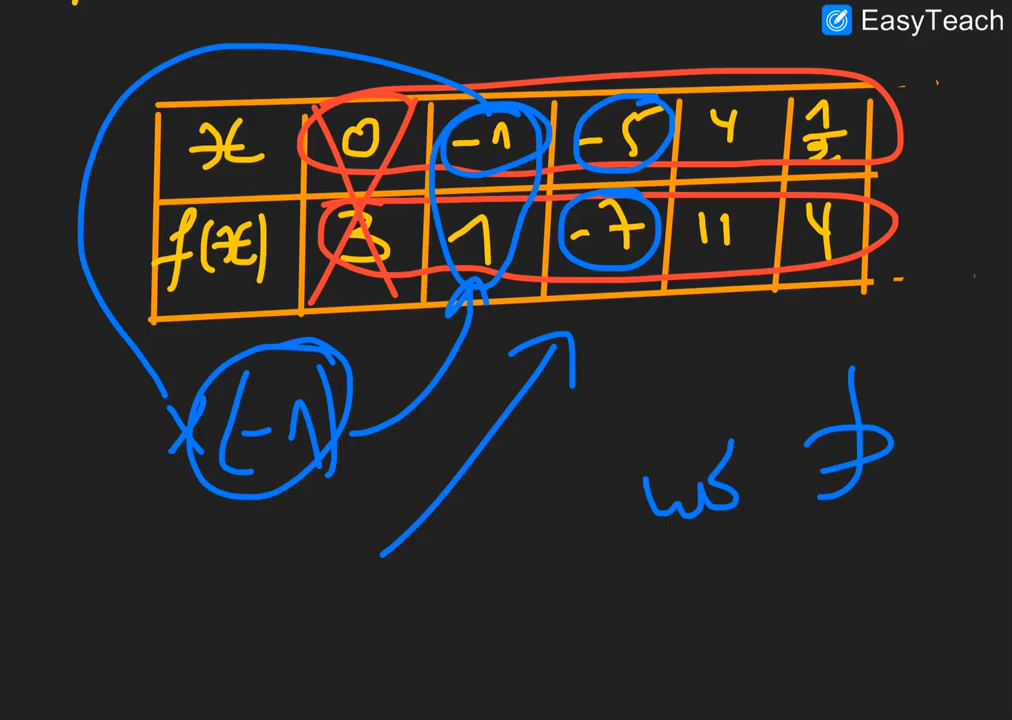 EasyTeach
x 0 -1 -5 4 1/2
f(x) 3 1 -7 11 4
x (-1)